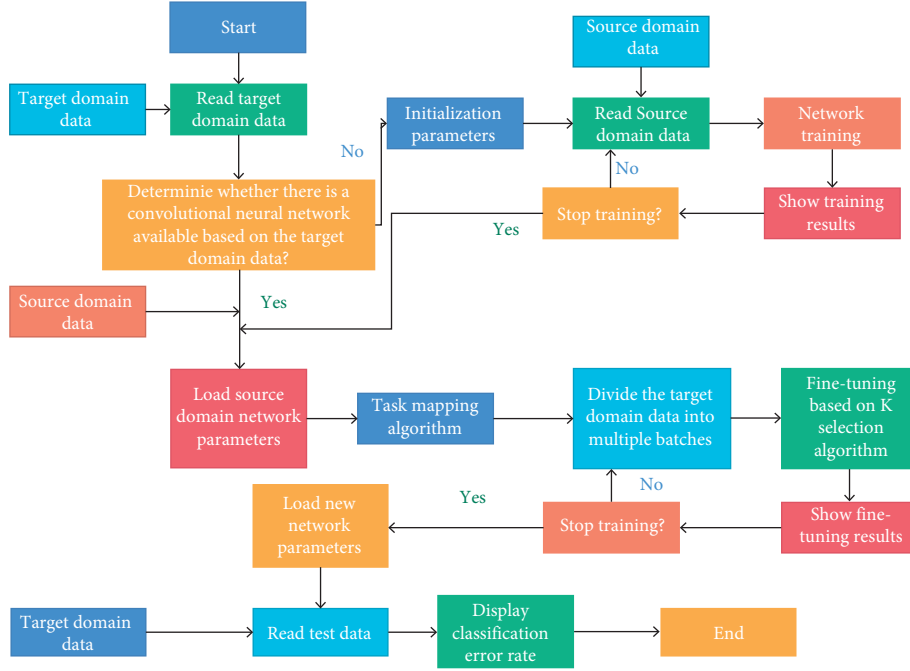 Start
Source domain
data
Target domain
data
Read target
domain data
Initialization
parameters
Read Source
domain data
Network
training
No
No
Determinie whether there is a
convolutional neural network
available based on the target
domain data?
Stop training?
Show training
results
Yes
Source domain
data
Yes
Load source
domain network
parameters
Task mapping
algorithm
Divide the target
domain data into
multiple batches
Fine-tuning
based on K
selection
algorithm
No
Load new
network
parameters
Yes
Stop training?
Show fine-
tuning results
Target domain
data
Read test data
Display
classification
error rate
End